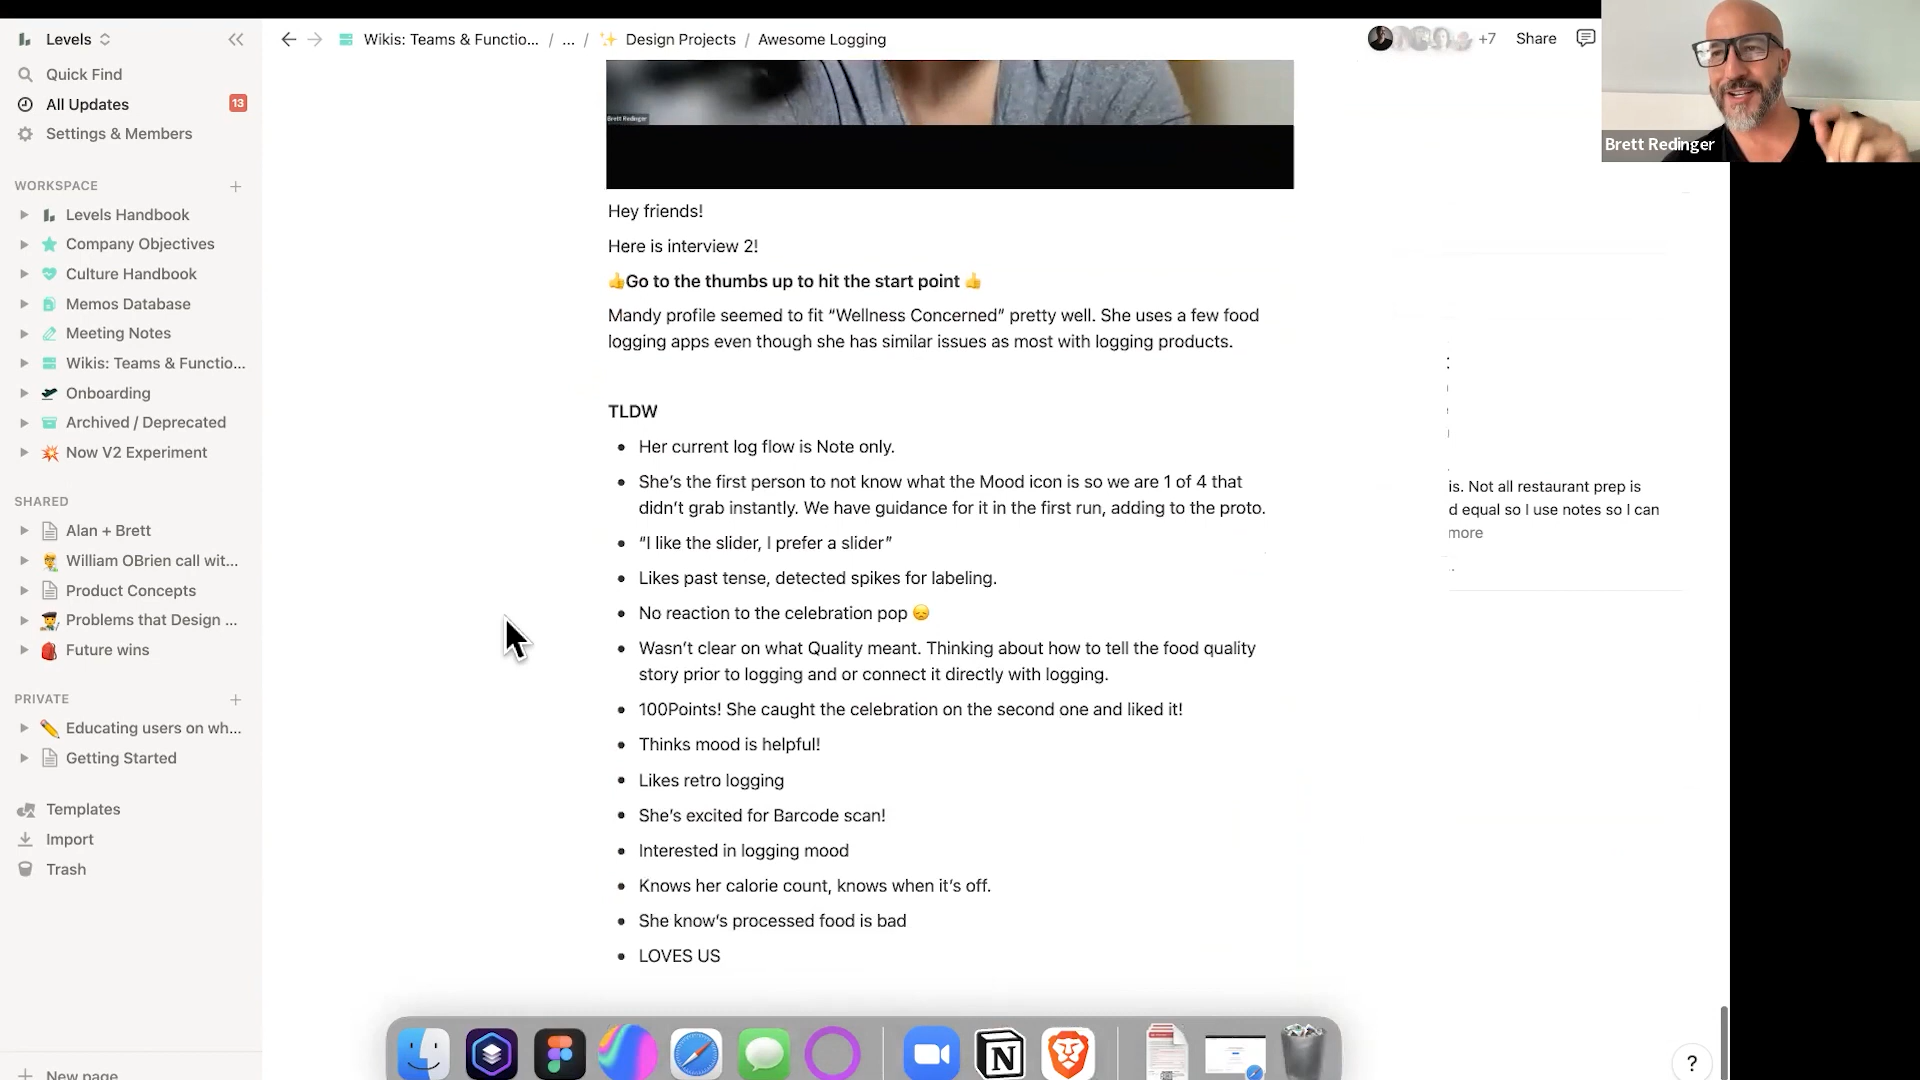 Levels
Quick Find
All Updates
13
Settings & Members
WORKSPACE
Levels Handbook
Company Objectives
Culture Handbook
Memos Database
Meeting Notes
Wikis: Teams & Functio...
Onboarding
Archived / Deprecated
Now V2 Experiment
SHARED
Alan + Brett
William OBrien call wit...
Product Concepts
Problems that Design ...
Future wins
PRIVATE
Educating users on wh...
Getting Started
Templates
Import
Trash
New page
Wikis: Teams & Functio... / ... / ✨ Design Projects / Awesome Logging
+7 Share
Brett Redinger
Brett Redinger
Hey friends!
Here is interview 2!
👍Go to the thumbs up to hit the start point 👍
Mandy profile seemed to fit “Wellness Concerned” pretty well. She uses a few food
logging apps even though she has similar issues as most with logging products.
TLDW
• Her current log flow is Note only.
• She’s the first person to not know what the Mood icon is so we are 1 of 4 that
didn’t grab instantly. We have guidance for it in the first run, adding to the proto.
• “I like the slider, I prefer a slider”
• Likes past tense, detected spikes for labeling.
• No reaction to the celebration pop 😞
• Wasn’t clear on what Quality meant. Thinking about how to tell the food quality
story prior to logging and or connect it directly with logging.
• 100Points! She caught the celebration on the second one and liked it!
• Thinks mood is helpful!
• Likes retro logging
• She’s excited for Barcode scan!
• Interested in logging mood
• Knows her calorie count, knows when it’s off.
• She know’s processed food is bad
• LOVES US
is. Not all restaurant prep is
d equal so I use notes so I can
more
?